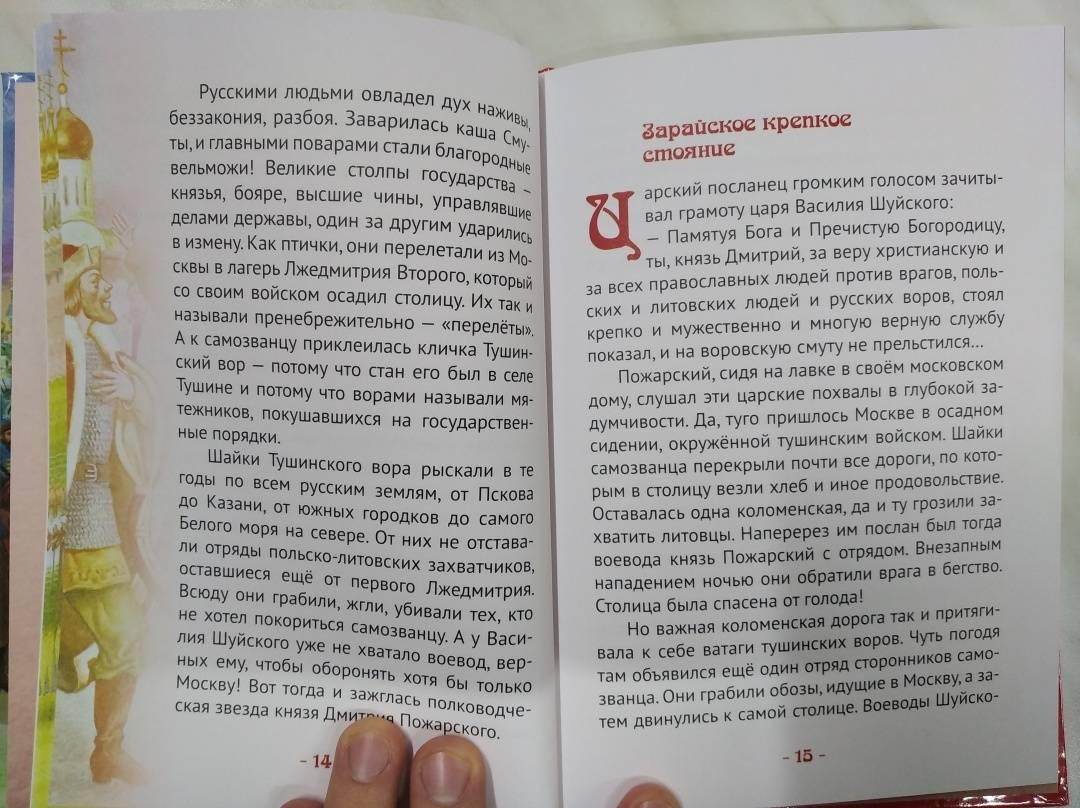 Русскими людьми овладел дух наживы,
беззакония, разбоя. Заварилась каша Сму-
ты, и главными поварами стали благородные
вельможи! Великие столпы государства –
князья, бояре, высшие чины, управлявшие
делами державы, один за другим ударились
в измену. Как птички, они перелетали из Мо-
сквы в лагерь Лжедмитрия Второго, который
со своим войском осадил столицу. Их так и
называли пренебрежительно — «перелёты».
А к самозванцу приклеилась кличка Тушин-
ский вор — потому что стан его был в селе
Тушине и потому что ворами называли мя-
тежников, покушавшихся на государствен-
ные порядки.
Шайки Тушинского вора рыскали в те
годы по всем русским землям, от Пскова
до Казани, от южных городков до самого
Белого моря на севере. От них не отстава-
ли отряды польско-литовских захватчиков,
оставшиеся ещё от первого Лжедмитрия.
Всюду они грабили, жгли, убивали тех, кто
не хотел покориться самозванцу. А у Васи-
лия Шуйского уже не хватало воевод, вер-
ных ему, чтобы оборонять хотя бы только
Москву! Вот тогда и зажглась полководче-
ская звезда князя Дмитрия Пожарского.
- 14
Зарайское крепкое
стояние
Царский посланец громким голосом зачиты-
вал грамоту царя Василия Шуйского:
— Памятуя Бога и Пречистую Богородицу,
ты, князь Дмитрий, за веру христианскую и
за всех православных людей против врагов, поль-
ских и литовских людей и русских воров, стоял
крепко и мужественно и многую верную службу
показал, и на воровскую смуту не прельстился...
Пожарский, сидя на лавке в своём московском
дому, слушал эти царские похвалы в глубокой за-
думчивости. Да, туго пришлось Москве в осадном
сидении, окружённой тушинским войском. Шайки
самозванца перекрыли почти все дороги, по кото-
рым в столицу везли хлеб и иное продовольствие.
Оставалась одна коломенская, да и ту грозили за-
хватить литовцы. Наперерез им послан был тогда
воевода князь Пожарский с отрядом. Внезапным
нападением ночью они обратили врага в бегство.
Столица была спасена от голода!
Но важная коломенская дорога так и притяги-
вала к себе ватаги тушинских воров. Чуть погодя
там объявился ещё один отряд сторонников само-
званца. Они грабили обозы, идущие в Москву, а за-
тем двинулись к самой столице. Воеводы Шуйско-
- 15 -